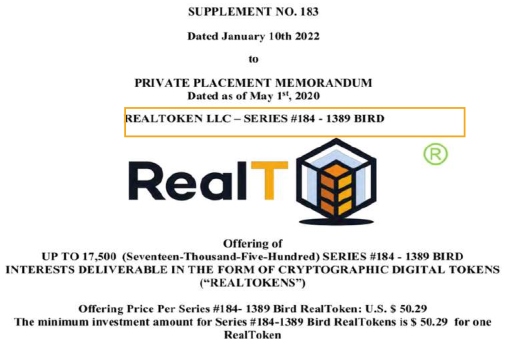 SUPPLEMENT NO. 183
Dated January 10th 2022
to
PRIVATE PLACEMENT MEMORANDUM
Dated as of May 1st, 2020
REALTOKEN LLC – SERIES #184 - 1389 BIRD
RealT
®
Offering of
UP TO 17,500 (Seventeen-Thousand-Five-Hundred) SERIES #184 - 1389 BIRD
INTERESTS DELIVERABLE IN THE FORM OF CRYPTOGRAPHIC DIGITAL TOKENS
(“REALTOKENS”)
Offering Price Per Series #184- 1389 Bird RealToken: U.S. $ 50.29
The minimum investment amount for Series #184-1389 Bird RealTokens is $ 50.29 for one
RealToken